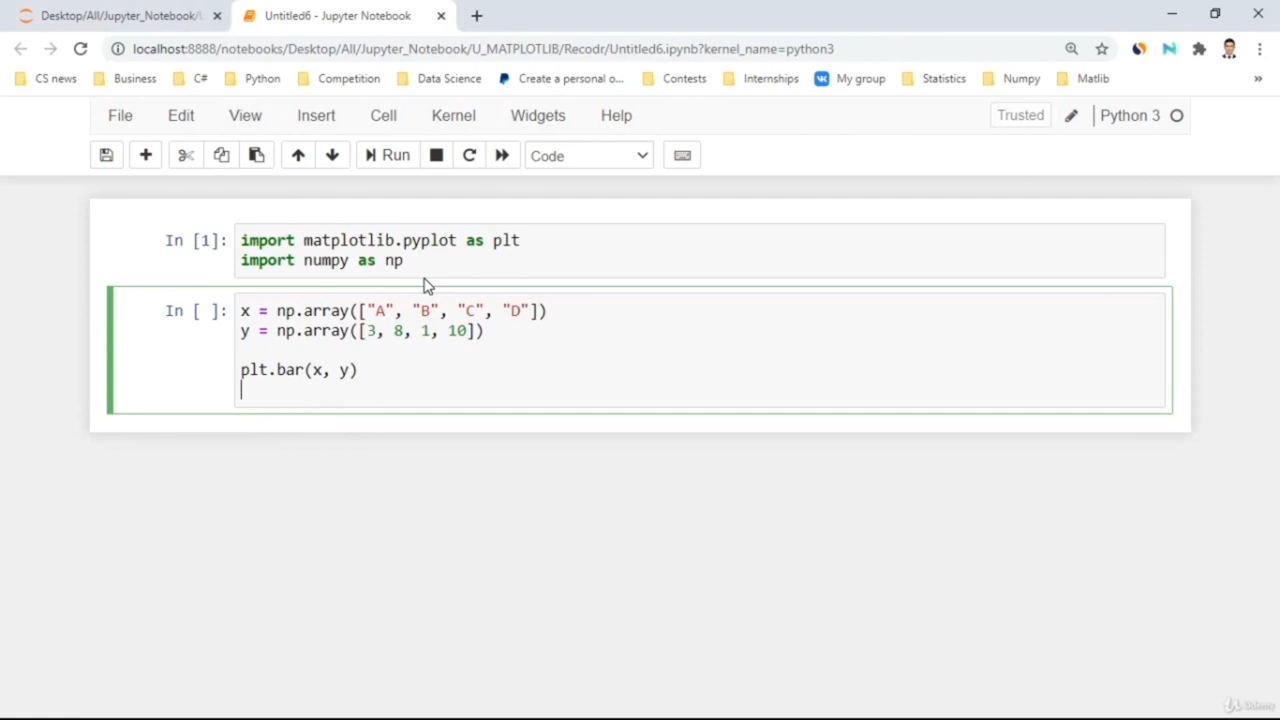 Desktop/All/Jupyter_Notebook/
Untitled6 - Jupyter Notebook
localhost:8888/notebooks/Desktop/All/Jupyter_Notebook/U_MATPLOTLIB/Recodr/Untitled6.ipynb?kernel_name=python3
CS news Business C# Python Competition Data Science Create a personal o... Contests Internships My group Statistics Numpy Matlib »
File Edit View Insert Cell Kernel Widgets Help Trusted Python 3
Run Code
In [1]: import matplotlib.pyplot as plt
import numpy as np
In [ ]: x = np.array(["A", "B", "C", "D"])
y = np.array([3, 8, 1, 10])
plt.bar(x, y)
Udemy